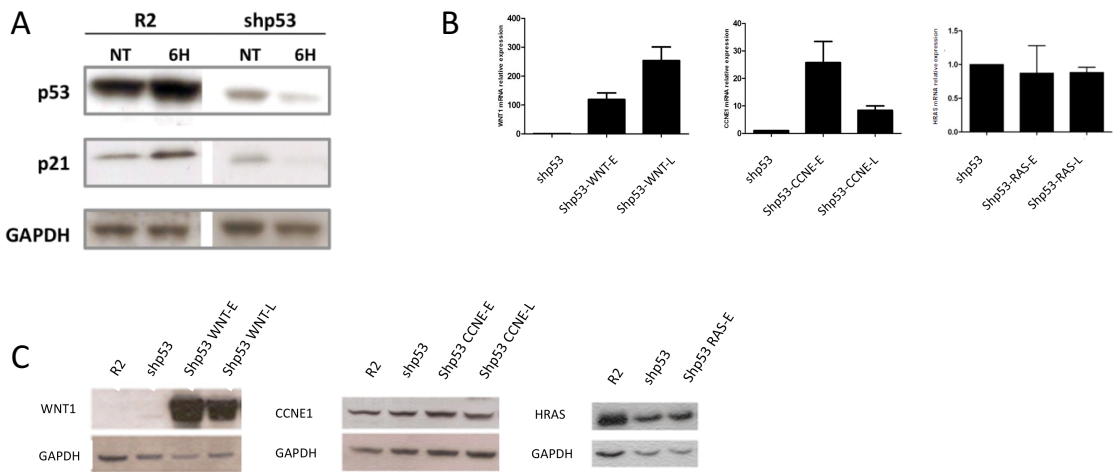 A
R2 shp53
NT 6H NT 6H
p53
p21
GAPDH
B
WNT1 mRNA relative expression
400
300
200
100
0
shp53
Shp53-WNT-E
Shp53-WNT-L
CCNE1 mRNA relative expression
40
30
20
10
0
shp53
Shp53-CCNE-E
Shp53-CCNE-L
HRAS mRNA relative expression
1.5
1.0
0.5
0.0
shp53
Shp53-RAS-E
Shp53-RAS-L
C
R2
shp53
Shp53 WNT-E
Shp53 WNT-L
WNT1
GAPDH
R2
shp53
Shp53 CCNE-E
Shp53 CCNE-L
CCNE1
GAPDH
R2
shp53
Shp53 RAS-E
HRAS
GAPDH